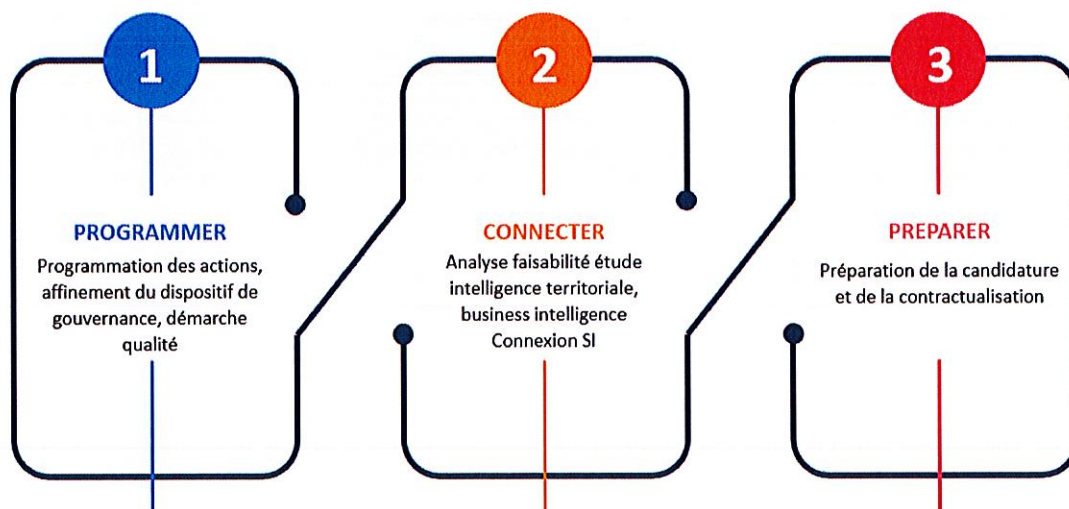 1
PROGRAMMER
Programmation des actions,
affinement du dispositif de
gouvernance, démarche
qualité
2
CONNECTER
Analyse faisabilité étude
intelligence territoriale,
business intelligence
Connexion SI
3
PREPARER
Préparation de la candidature
et de la contractualisation